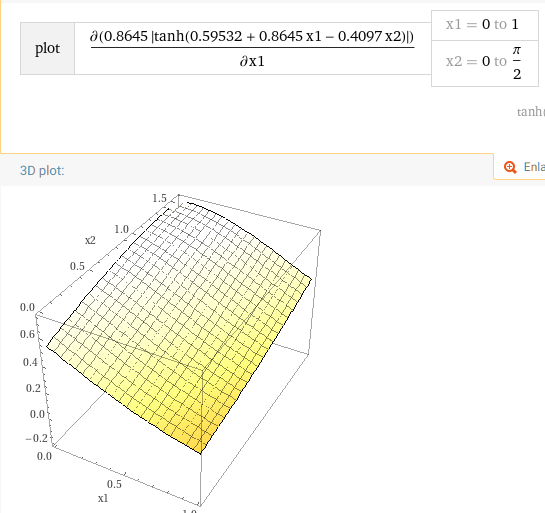 plot
∂(0.8645 |tanh(0.59532 + 0.8645 x1 − 0.4097 x2)|)
∂x1
x1 = 0 to 1
x2 = 0 to π/2
tanh(
3D plot:
Enla
1.5
1.0
x2
0.5
0.0
0.6
0.4
0.2
0.0
−0.2
0.0
0.5
x1
1.0